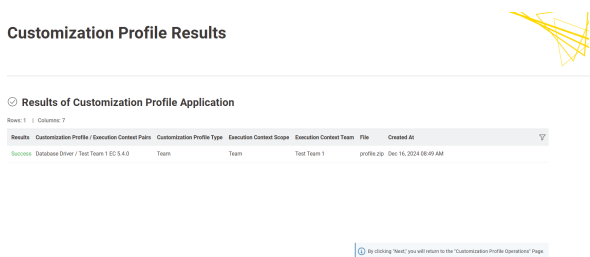 Customization Profile Results
Results of Customization Profile Application
Rows: 1 | Columns: 7
Results Customization Profile / Execution Context Pairs Customization Profile Type Execution Context Scope Execution Context Team File Created At
Success Database Driver / Test Team 1 EC 5.4.0 Team Team Test Team 1 profile.zip Dec 16, 2024 08:49 AM
By clicking "Next," you will return to the "Customization Profile Operations" Page.